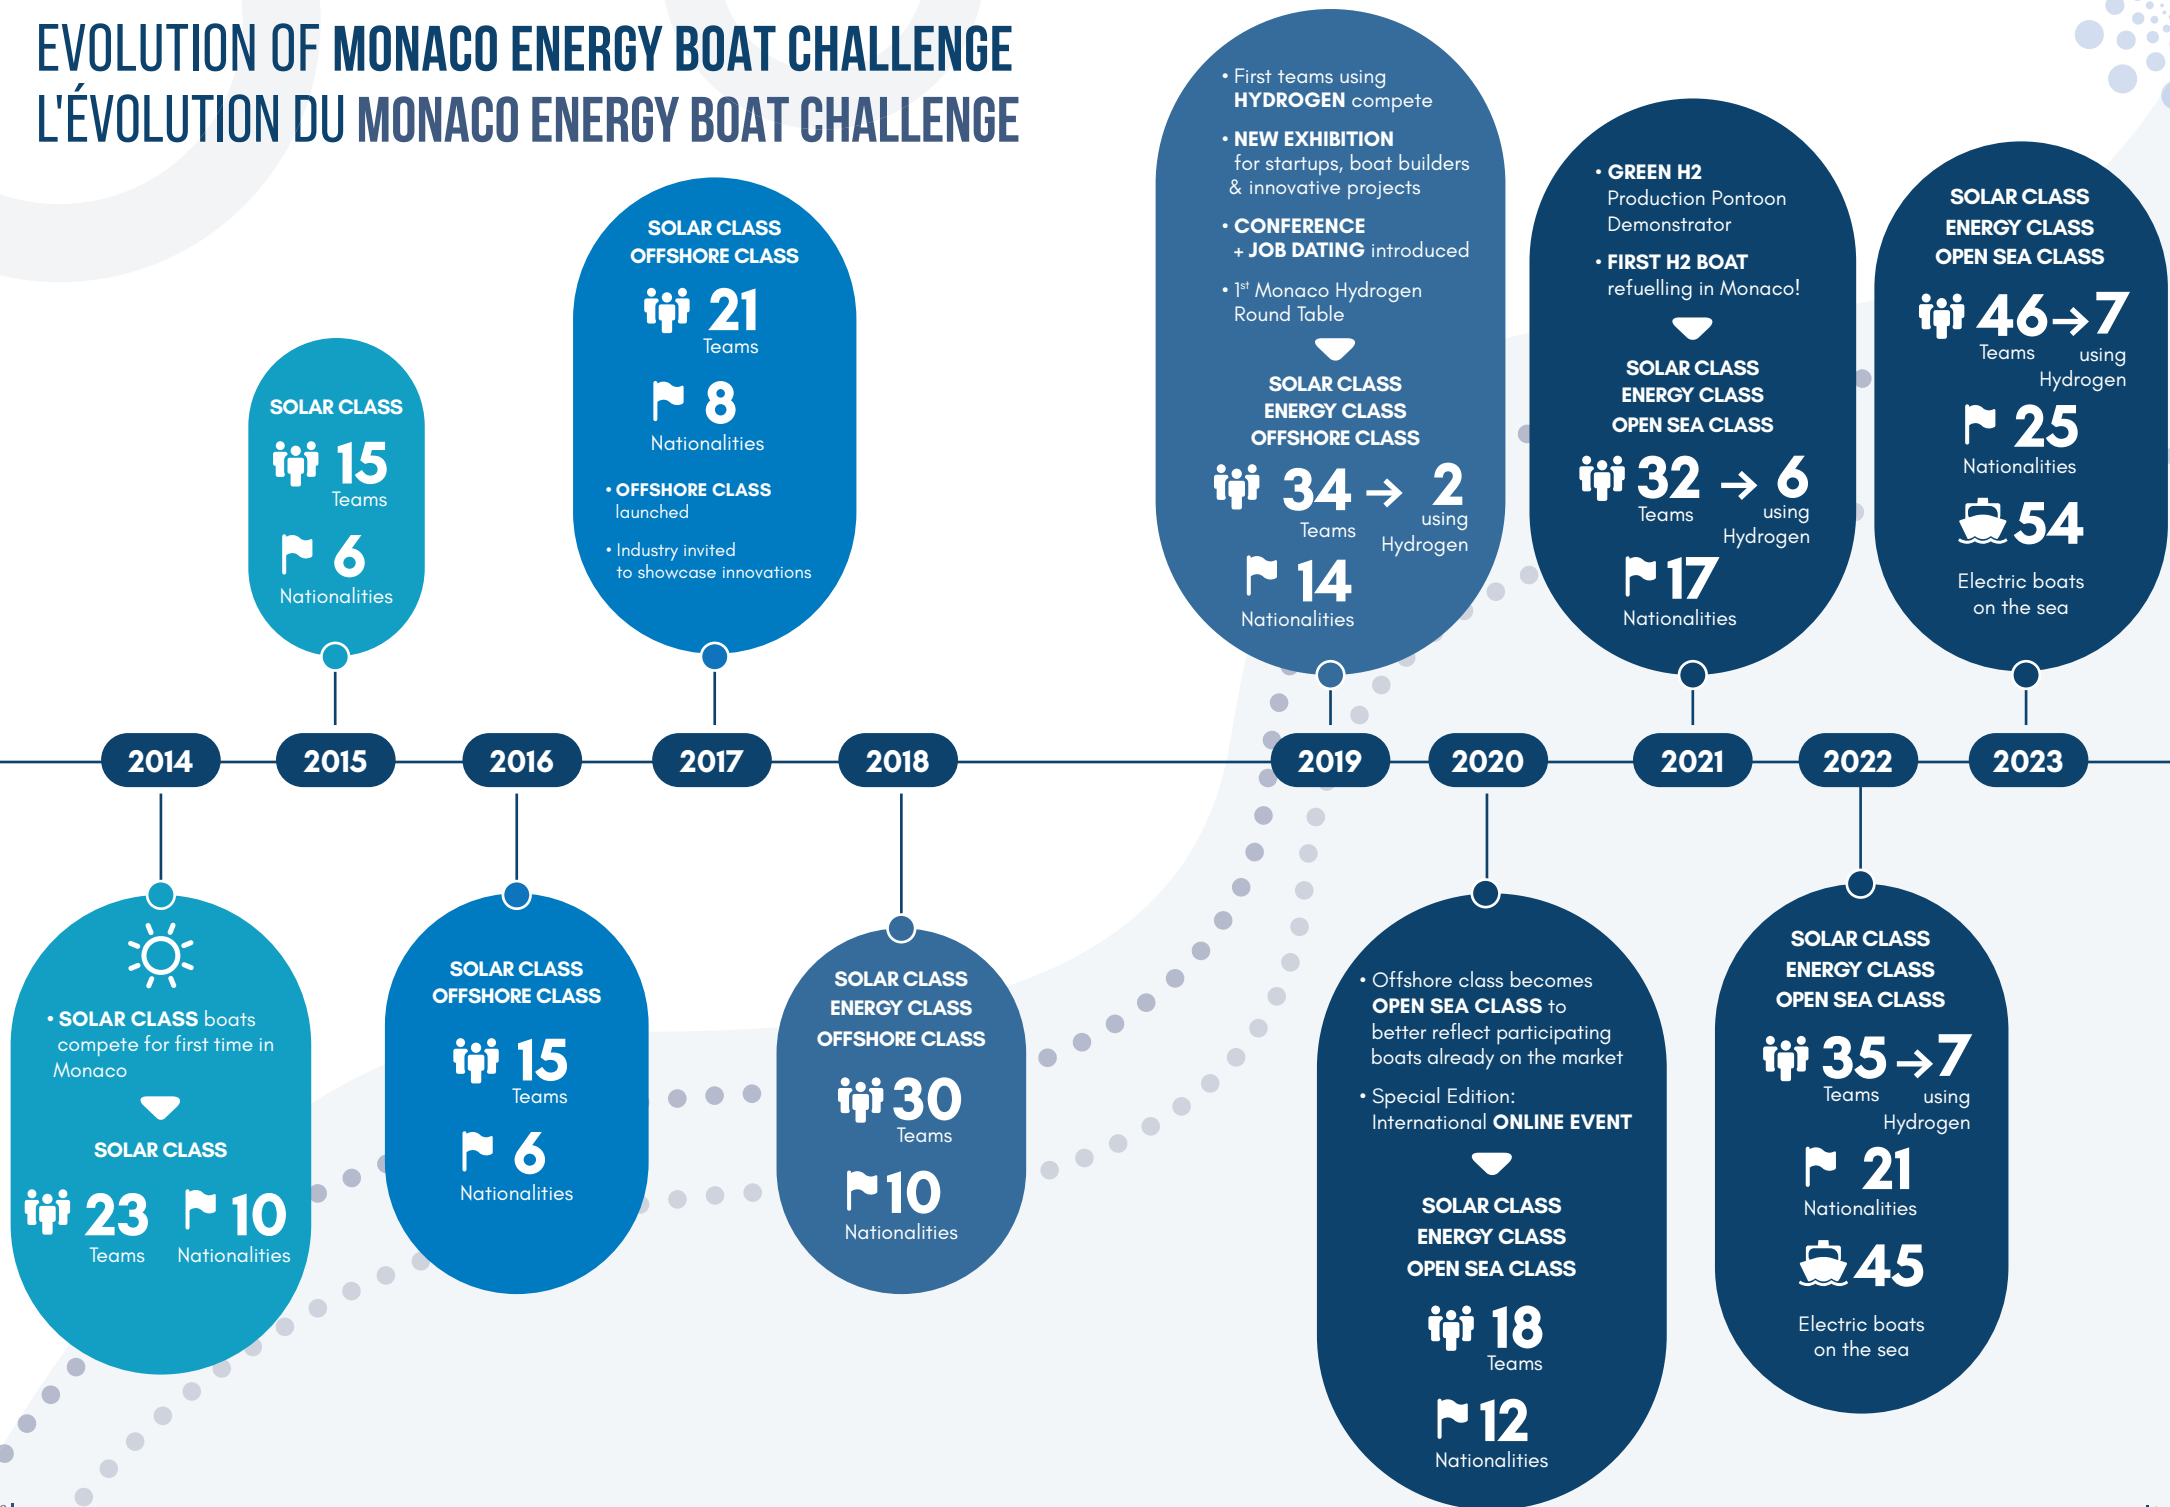 EVOLUTION OF MONACO ENERGY BOAT CHALLENGE
L'ÉVOLUTION DU MONACO ENERGY BOAT CHALLENGE
SOLAR CLASS
15
Teams
6
Nationalities
SOLAR CLASS
OFFSHORE CLASS
21
Teams
8
Nationalities
• OFFSHORE CLASS
launched
• Industry invited
to showcase innovations
• First teams using
HYDROGEN compete
• NEW EXHIBITION
for startups, boat builders
& innovative projects
• CONFERENCE
+ JOB DATING introduced
• 1st Monaco Hydrogen
Round Table
SOLAR CLASS
ENERGY CLASS
OFFSHORE CLASS
34 → 2
Teams using
Hydrogen
14
Nationalities
• GREEN H2
Production Pontoon
Demonstrator
• FIRST H2 BOAT
refuelling in Monaco!
SOLAR CLASS
ENERGY CLASS
OPEN SEA CLASS
32 → 6
Teams using
Hydrogen
17
Nationalities
SOLAR CLASS
ENERGY CLASS
OPEN SEA CLASS
46 → 7
Teams using
Hydrogen
25
Nationalities
54
Electric boats
on the sea
2014 2015 2016 2017 2018 2019 2020 2021 2022 2023
• SOLAR CLASS boats
compete for first time in
Monaco
SOLAR CLASS
23 10
Teams Nationalities
SOLAR CLASS
OFFSHORE CLASS
15
Teams
6
Nationalities
SOLAR CLASS
ENERGY CLASS
OFFSHORE CLASS
30
Teams
10
Nationalities
• Offshore class becomes
OPEN SEA CLASS to
better reflect participating
boats already on the market
• Special Edition:
International ONLINE EVENT
SOLAR CLASS
ENERGY CLASS
OPEN SEA CLASS
18
Teams
12
Nationalities
SOLAR CLASS
ENERGY CLASS
OPEN SEA CLASS
35 → 7
Teams using
Hydrogen
21
Nationalities
45
Electric boats
on the sea